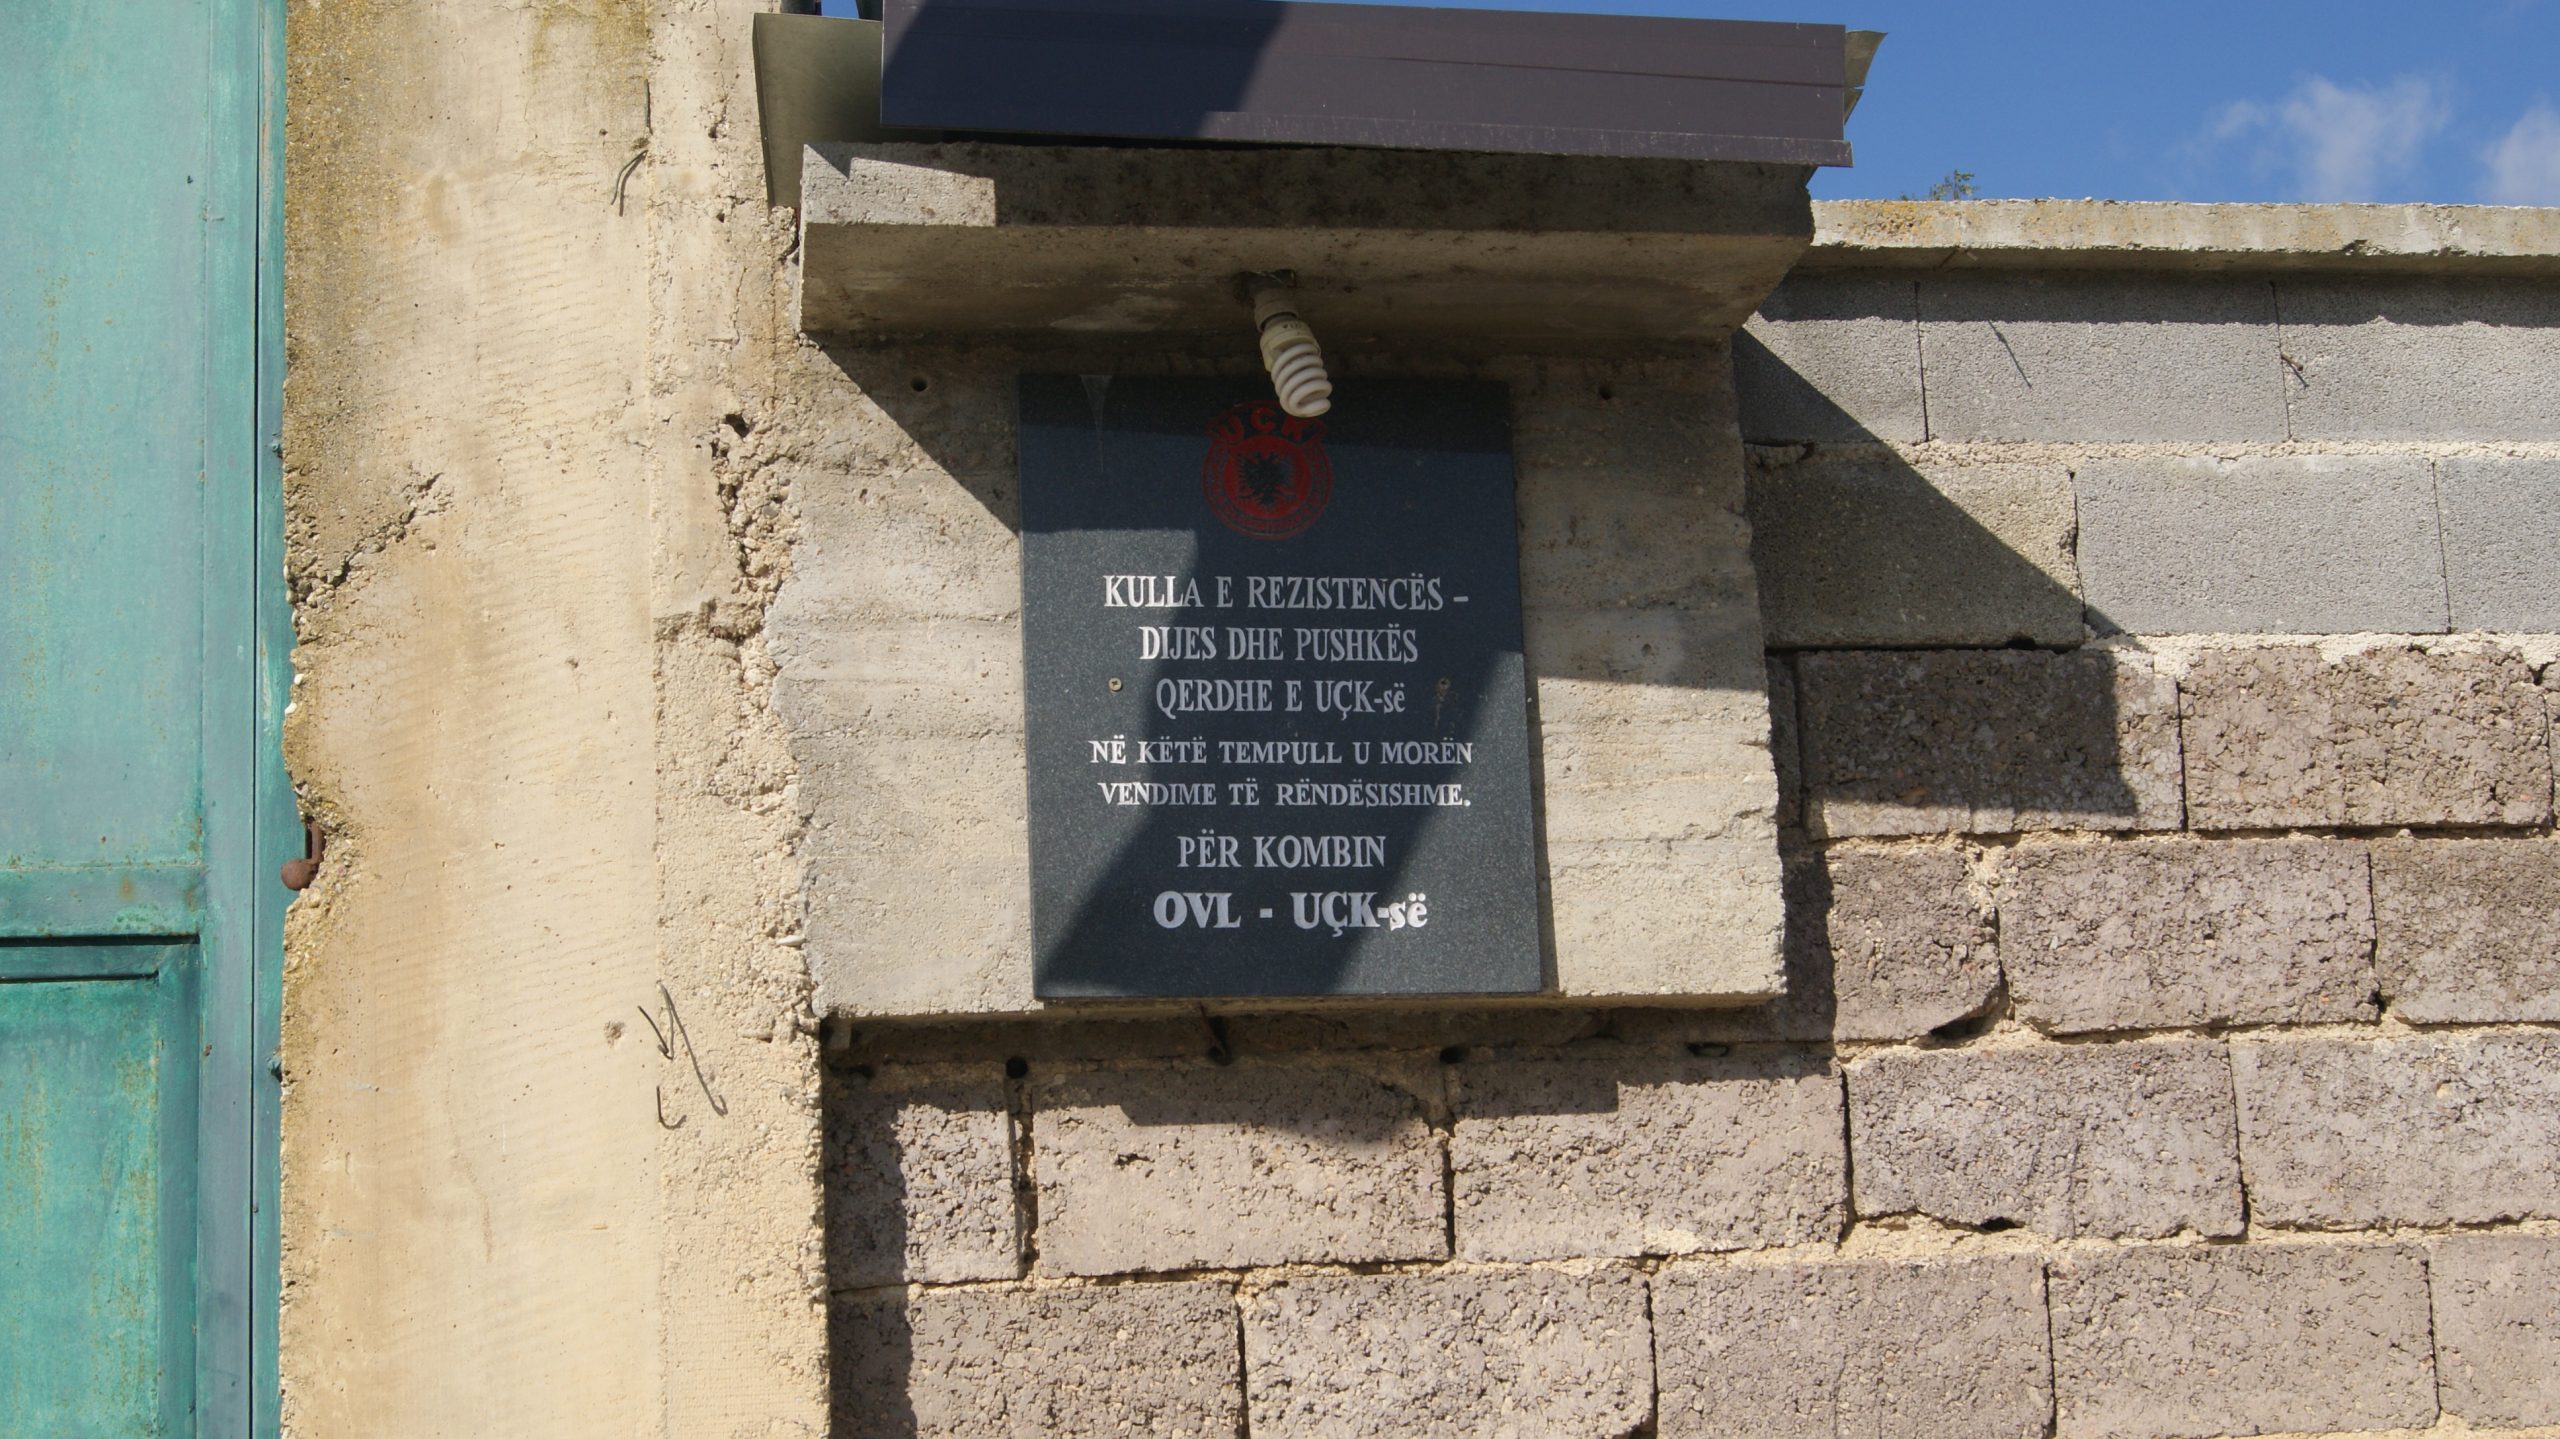 UÇK
KULLA E REZISTENCËS -
DIJES DHE PUSHKËS
QERDHE E UÇK-së
NË KËTË TEMPULL U MORËN
VENDIME TË RËNDËSISHME.
PËR KOMBIN
OVL - UÇK-së